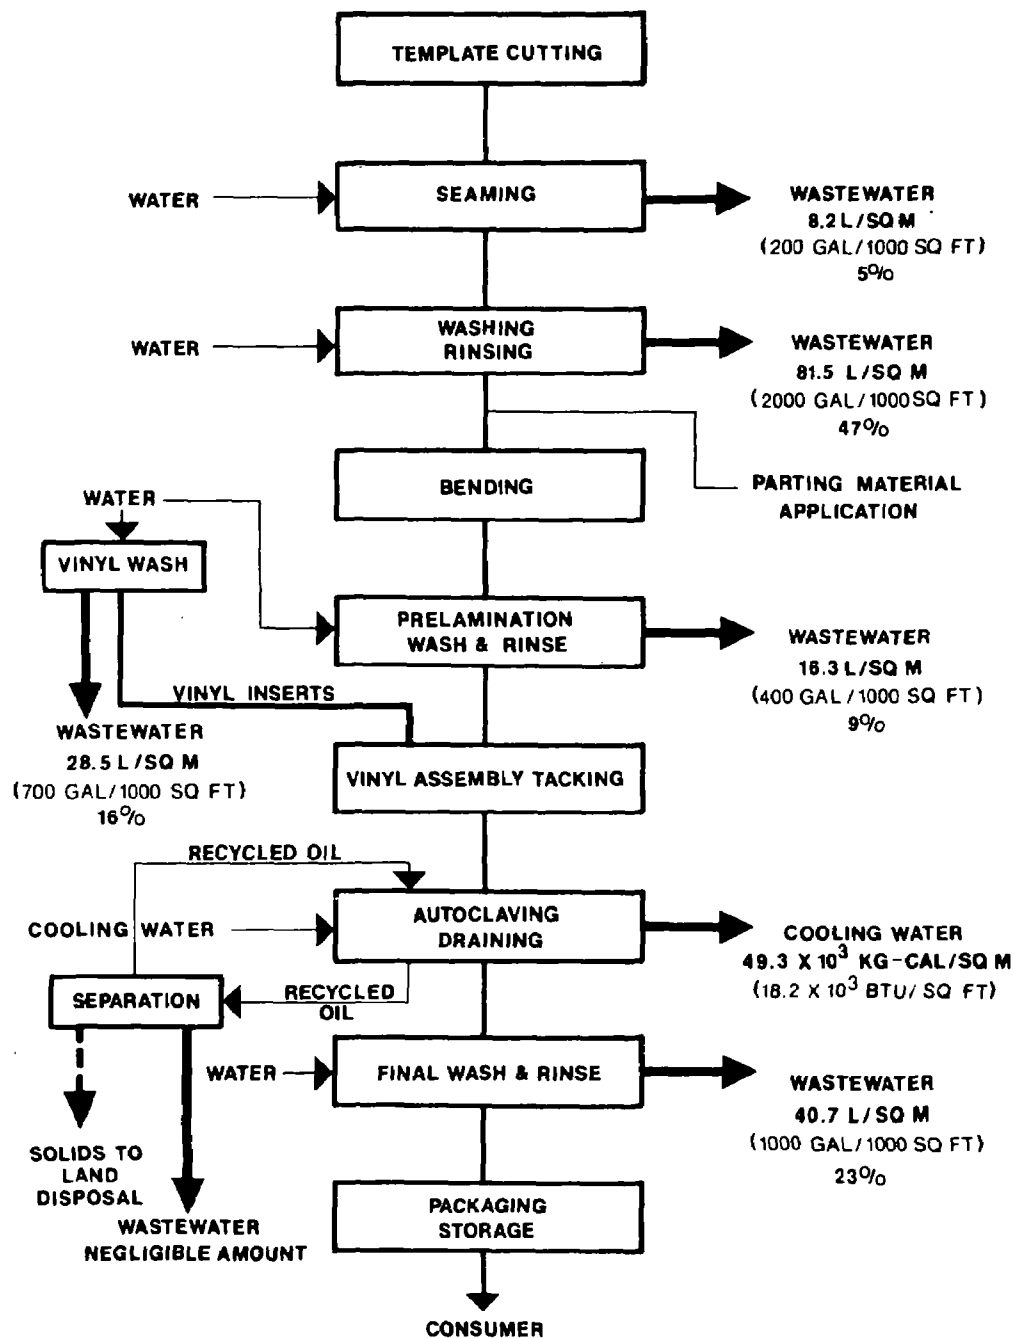 TEMPLATE CUTTING
WATER
SEAMING
WASTEWATER
8.2 L/SQ M
(200 GAL/1000 SQ FT)
5%
WATER
WASHING
RINSING
WASTEWATER
81.5 L/SQ M
(2000 GAL/1000 SQ FT)
47%
BENDING
PARTING MATERIAL
APPLICATION
WATER
VINYL WASH
PRELAMINATION
WASH & RINSE
WASTEWATER
16.3 L/SQ M
(400 GAL/1000 SQ FT)
9%
VINYL INSERTS
WASTEWATER
28.5 L/SQ M
(700 GAL/1000 SQ FT)
16%
VINYL ASSEMBLY TACKING
RECYCLED OIL
COOLING WATER
AUTOCLAVING
DRAINING
COOLING WATER
49.3 X 10³ KG-CAL/SQ M
(18.2 X 10³ BTU/ SQ FT)
SEPARATION
RECYCLED
OIL
WATER
FINAL WASH & RINSE
WASTEWATER
40.7 L/SQ M
(1000 GAL/1000 SQ FT)
23%
SOLIDS TO
LAND
DISPOSAL
WASTEWATER
NEGLIGIBLE AMOUNT
PACKAGING
STORAGE
CONSUMER